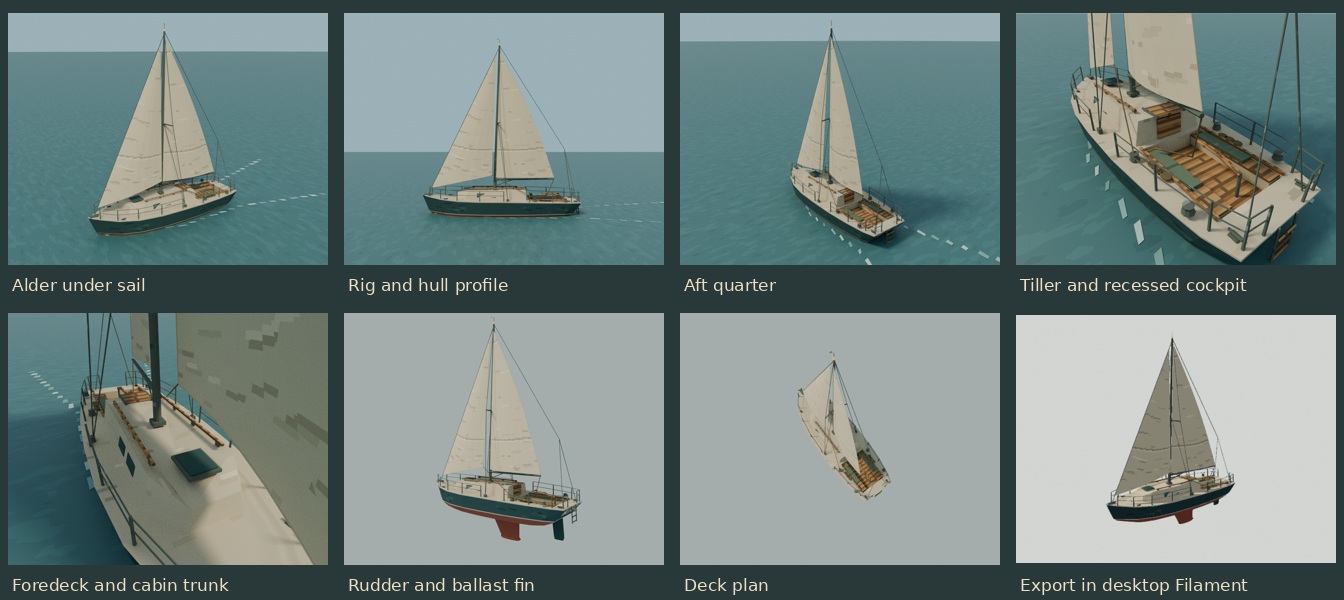 Alder under sail
Rig and hull profile
Aft quarter
Tiller and recessed cockpit
Foredeck and cabin trunk
Rudder and ballast fin
Deck plan
Export in desktop Filament